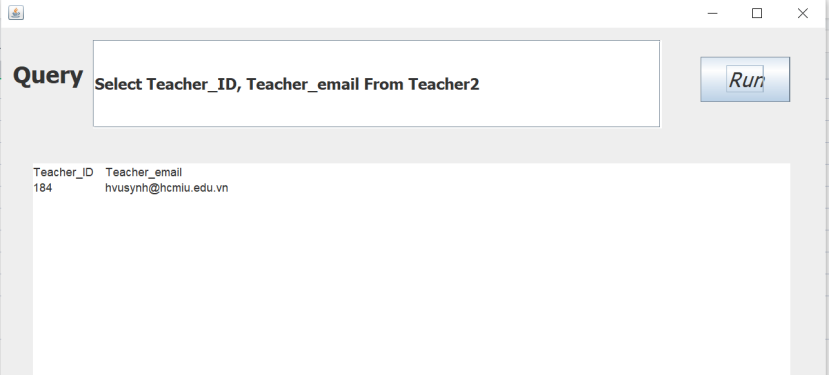 Query
Select Teacher_ID, Teacher_email From Teacher2
Run
Teacher_ID Teacher_email
184 hvusynh@hcmiu.edu.vn